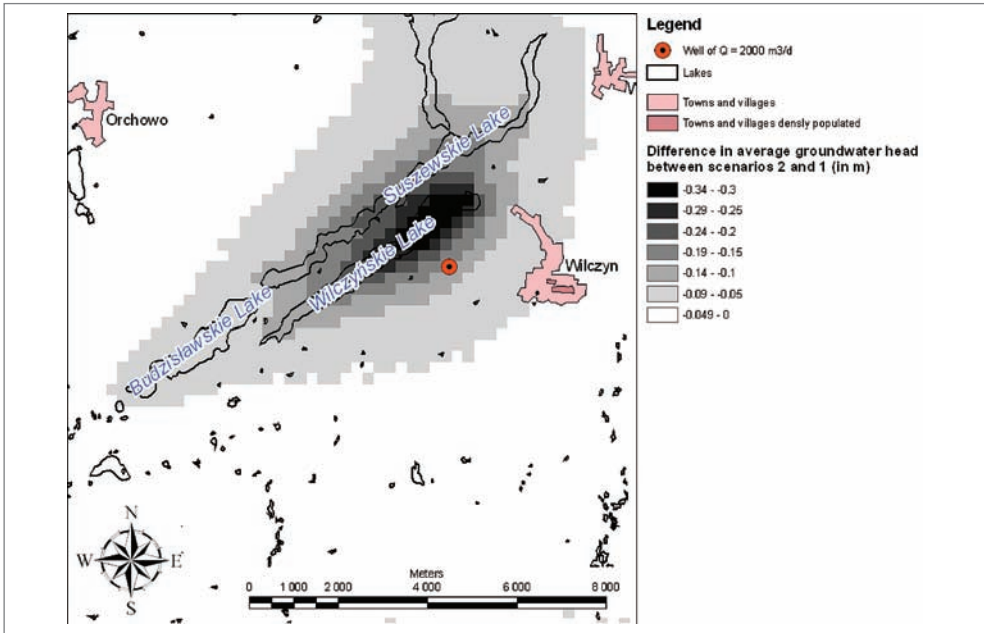 Orchowo
Suszewskie Lake
Wilczyńskie Lake
Wilczyn
Budzisławskie Lake
N
W
E
S
Meters
0 1 000 2 000 4 000 6 000 8 000
Legend
Well of Q = 2000 m3/d
Lakes
Towns and villages
Towns and villages densly populated
Difference in average groundwater head
between scenarios 2 and 1 (in m)
-0.34 - -0.3
-0.29 - -0.25
-0.24 - -0.2
-0.19 - -0.15
-0.14 - -0.1
-0.09 - -0.05
-0.049 - 0